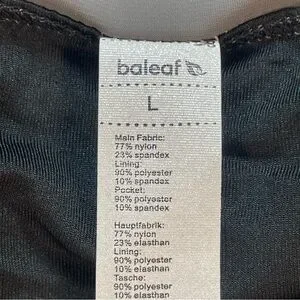 baleaf
L
Main Fabric:
77% nylon
23% spandex
Lining:
90% polyester
10% spandex
Pocket:
90% polyester
10% spandex
Hauptfabrik:
77% nylon
23% elasthan
Lining:
90% polyester
10% elasthan
Tasche:
90% polyester
10% elasthan